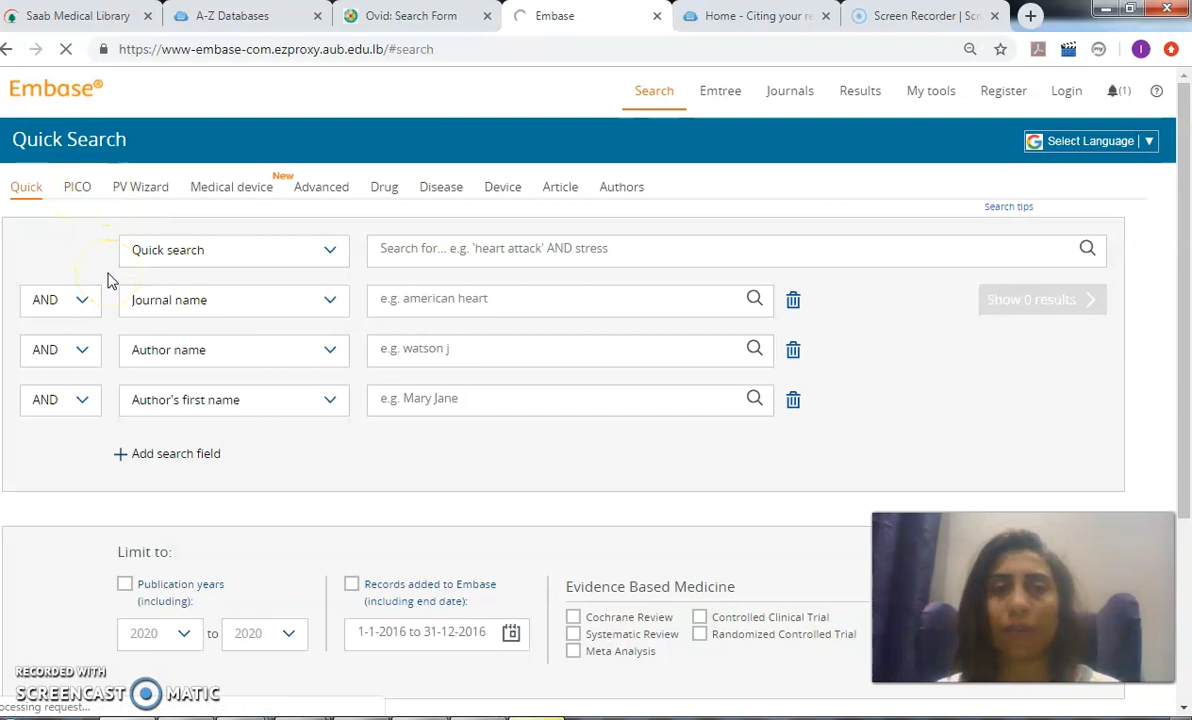 Saab Medical Library
A-Z Databases
Ovid: Search Form
Embase
Home - Citing your re
Screen Recorder | Scr
https://www-embase-com.ezproxy.aub.edu.lb/#search
Embase®
Search
Emtree
Journals
Results
My tools
Register
Login
(1)
Quick Search
Select Language
Quick
PICO
PV Wizard
Medical device
New
Advanced
Drug
Disease
Device
Article
Authors
Search tips
Quick search
Search for... e.g. 'heart attack' AND stress
AND
Journal name
e.g. american heart
Show 0 results
AND
Author name
e.g. watson j
AND
Author's first name
e.g. Mary Jane
Add search field
Limit to:
Publication years
(including):
2020 to 2020
Records added to Embase
(including end date):
1-1-2016 to 31-12-2016
Evidence Based Medicine
Cochrane Review
Controlled Clinical Trial
Systematic Review
Randomized Controlled Trial
Meta Analysis
RECORDED WITH
SCREENCAST MATIC
ocessing request...